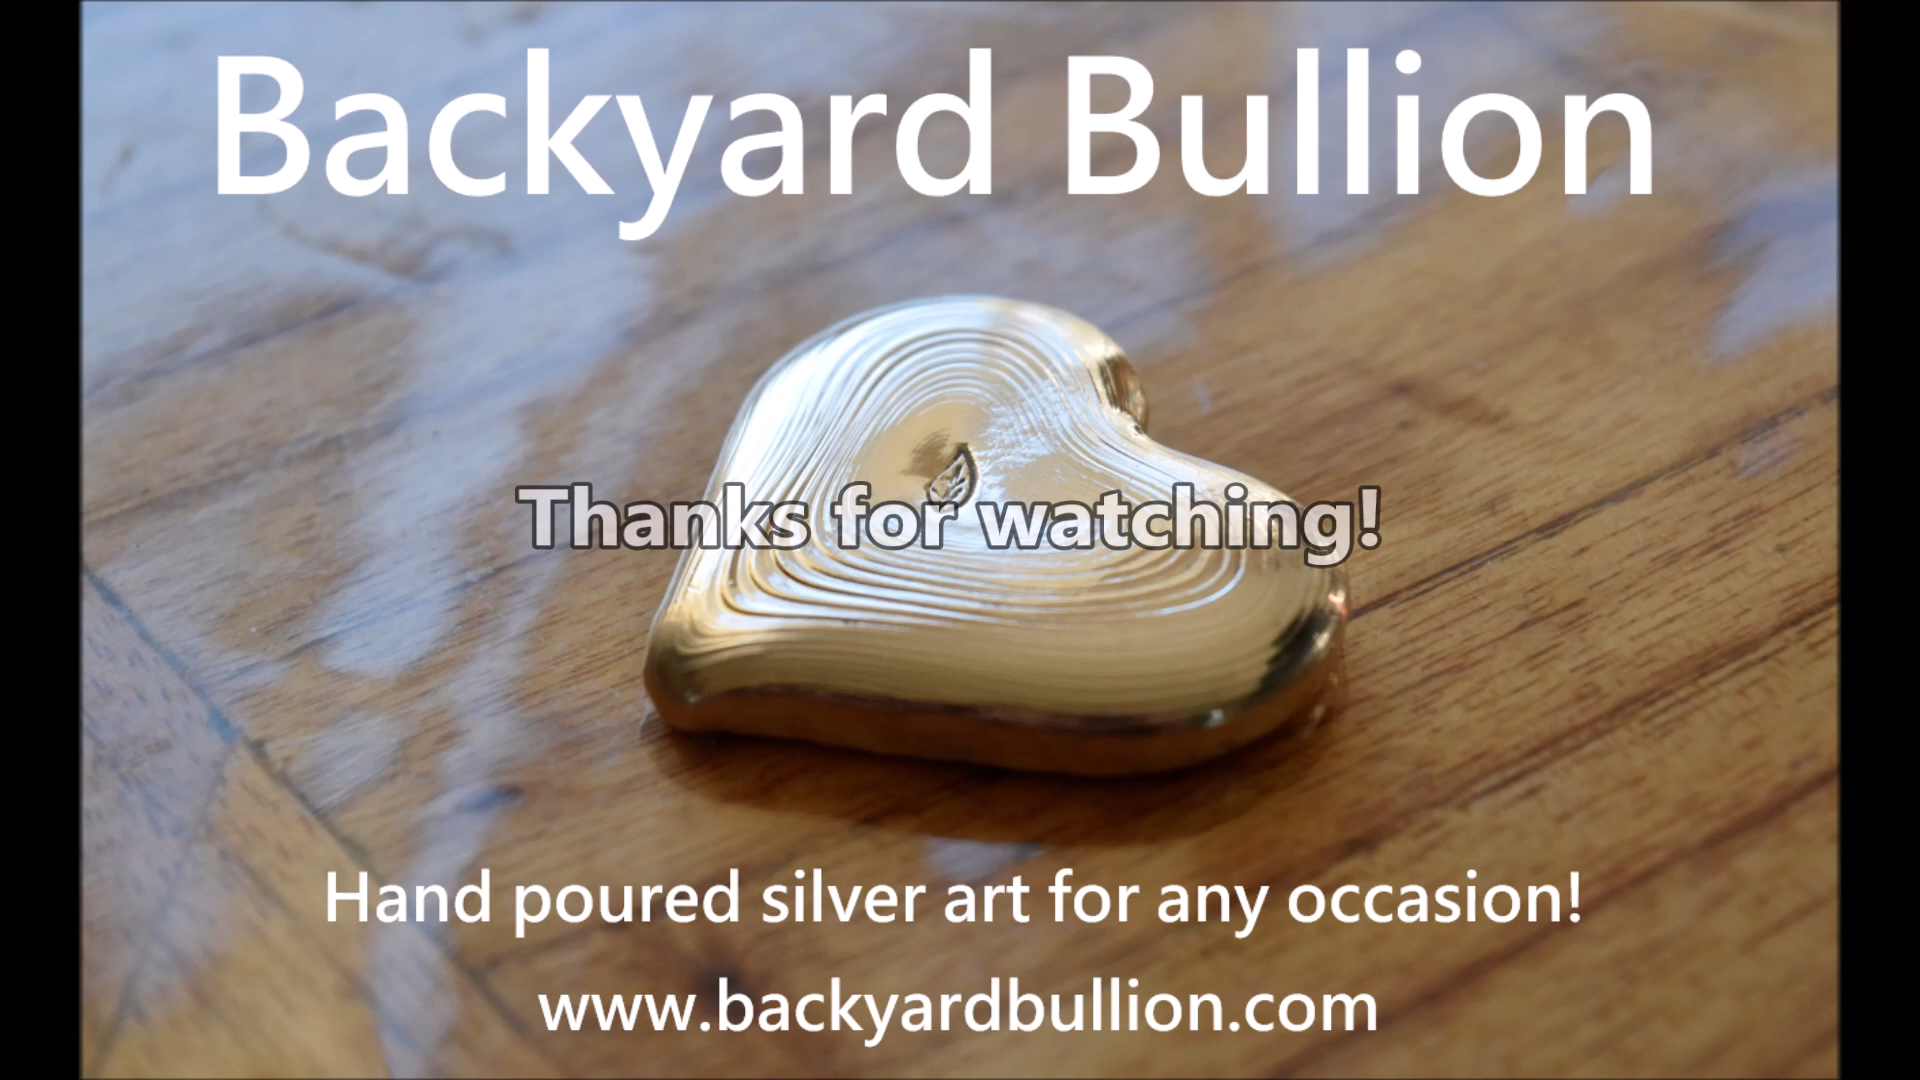 Backyard Bullion
Thanks for watching!
Hand poured silver art for any occasion!
www.backyardbullion.com